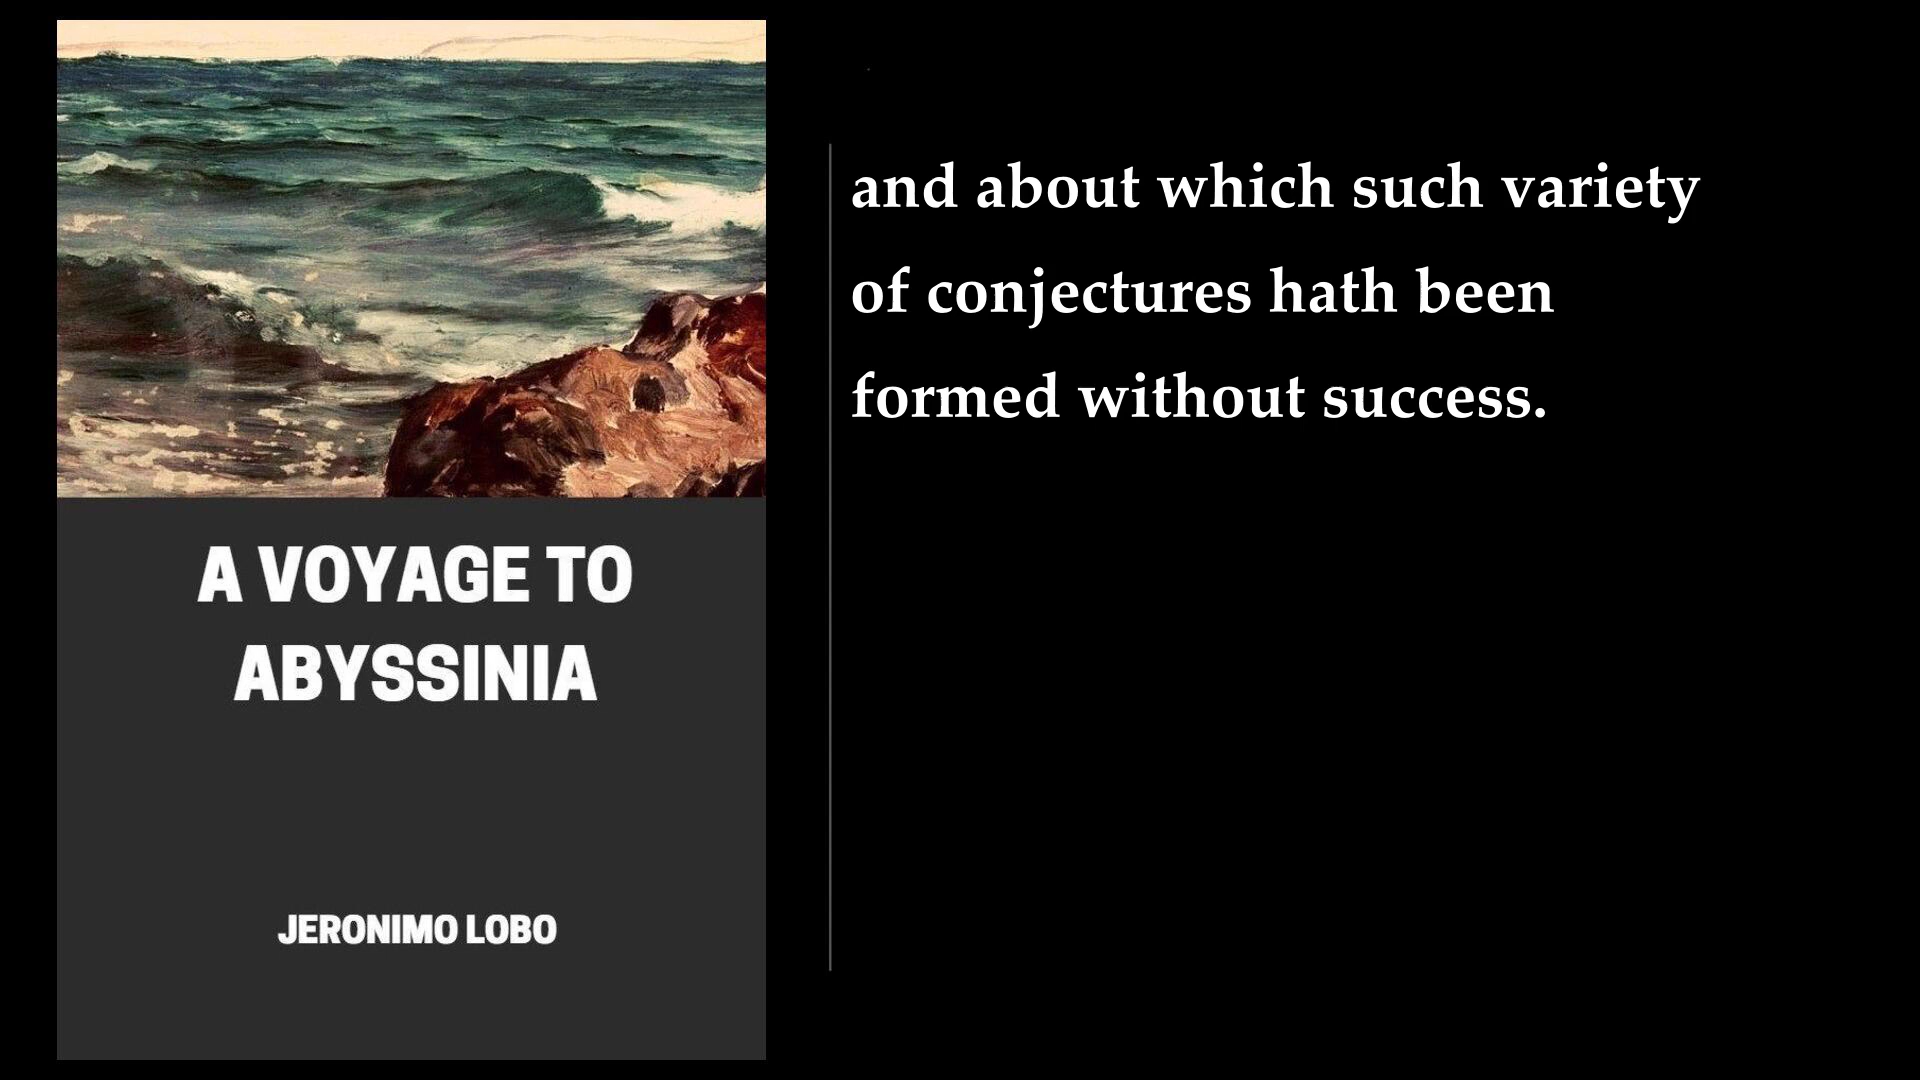 A VOYAGE TO
ABYSSINIA
JERONIMO LOBO
and about which such variety
of conjectures hath been
formed without success.